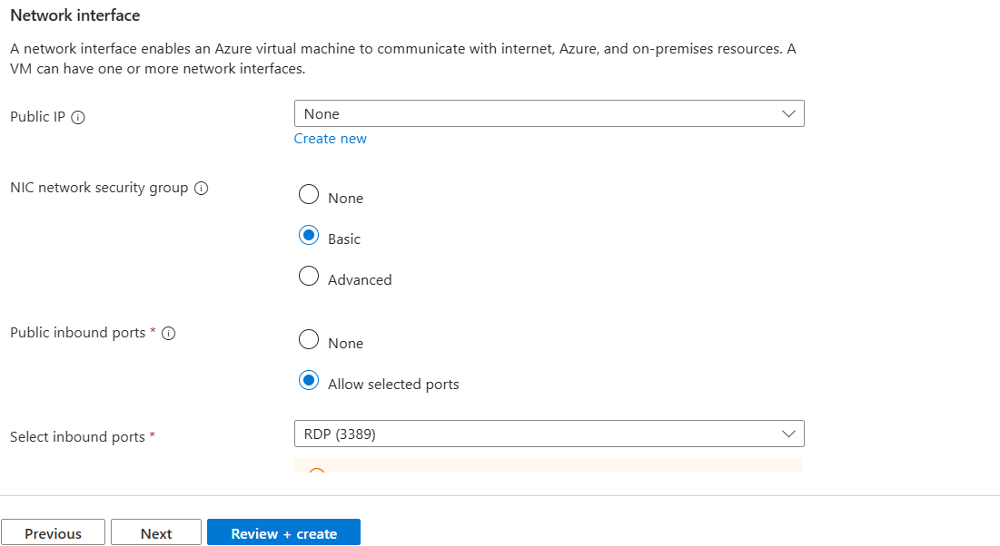 Network interface
A network interface enables an Azure virtual machine to communicate with internet, Azure, and on-premises resources. A
VM can have one or more network interfaces.
Public IP
None
Create new
NIC network security group
None
Basic
Advanced
Public inbound ports *
None
Allow selected ports
Select inbound ports *
RDP (3389)
Previous
Next
Review + create